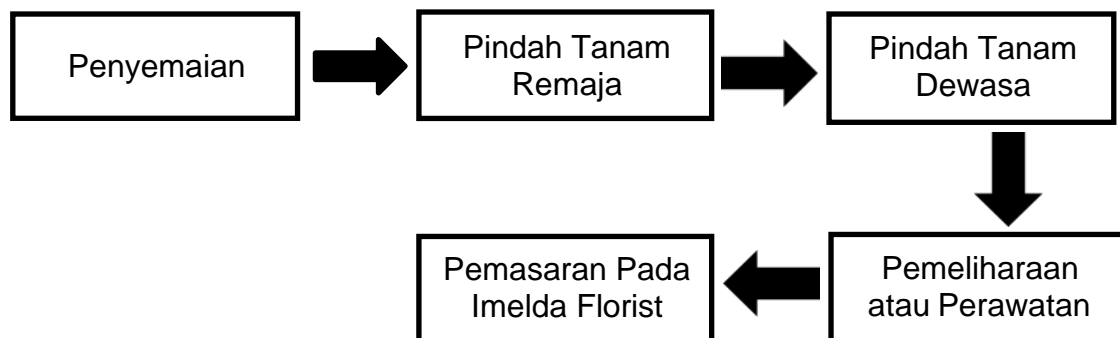 Penyemaian
Pindah Tanam
Remaja
Pindah Tanam
Dewasa
Pemeliharaan
atau Perawatan
Pemasaran Pada
Imelda Florist